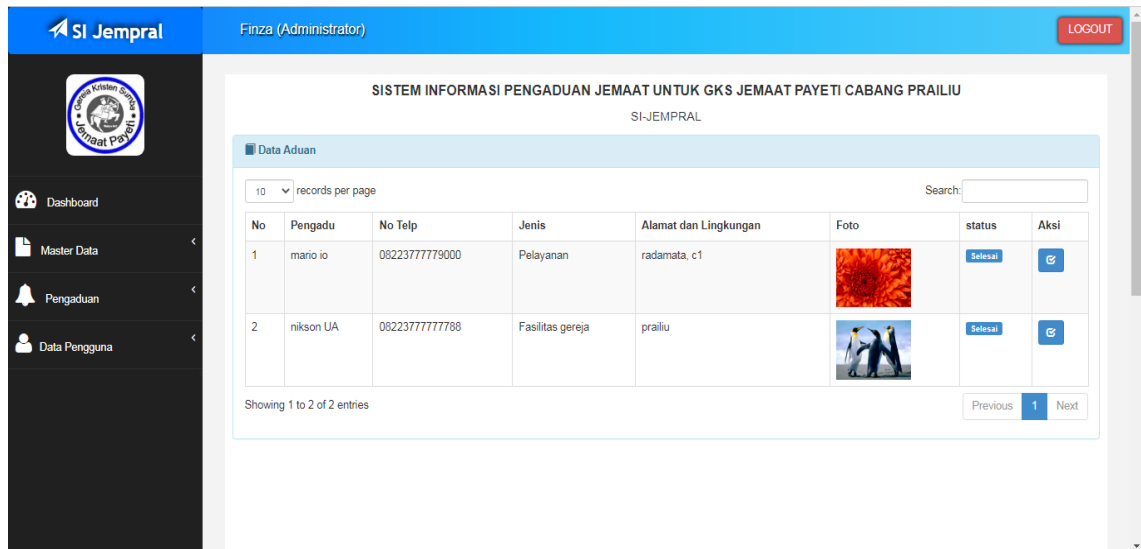 SI Jempral
Finza (Administrator)
LOGOUT
Gereja Kristen Sumba
Jemaat Payeti
Dashboard
Master Data
Pengaduan
Data Pengguna
SISTEM INFORMASI PENGADUAN JEMAAT UNTUK GKS JEMAAT PAYETI CABANG PRAILIU
SI-JEMPRAL
Data Aduan
10 records per page
Search:
No Pengadu No Telp Jenis Alamat dan Lingkungan Foto status Aksi
1 mario io 08223777779000 Pelayanan radamata, c1 Selesai
2 nikson UA 08223777777788 Fasilitas gereja prailiu Selesai
Showing 1 to 2 of 2 entries
Previous 1 Next